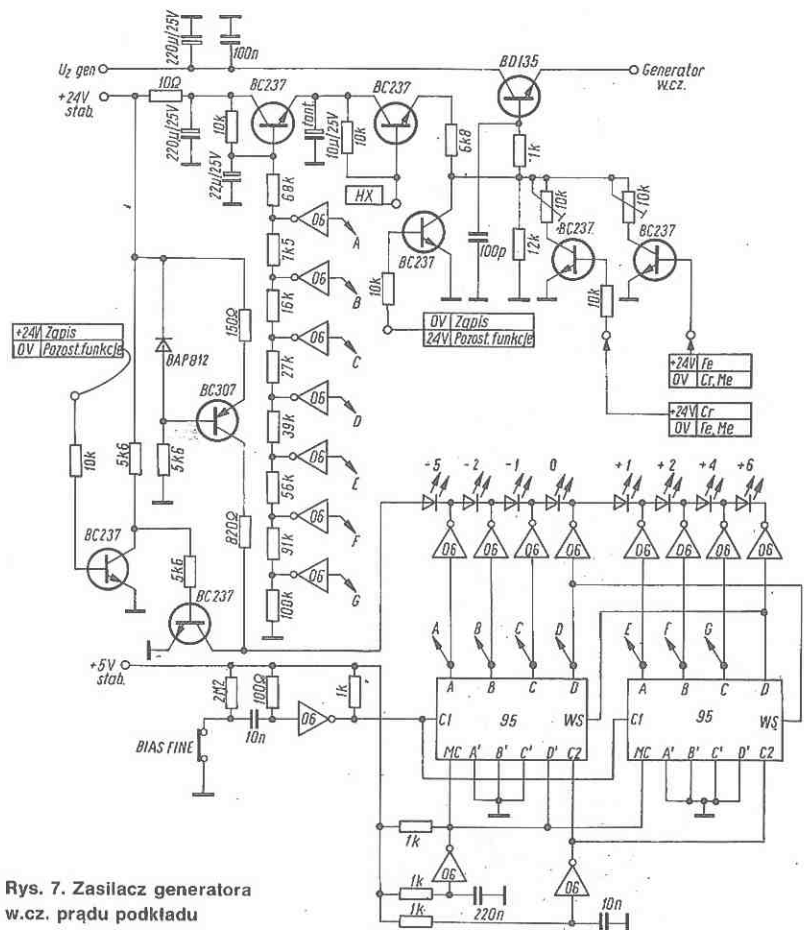 220µ/25V
100n
U₂ gen
+24V
stab.
10Ω
BC237
BC237
BD135
Generator
w.cz.
220µ/25V
10k
22µ/25V
tant.
10µ/25V
10k
6k8
1k
68k
HX
06
A
7k5
BC237
100p
12k
10k
10k
BC237
BC237
06
B
16k
10k
10k
150Ω
06
C
0V Zapis
24V Pozost.funkcje
+24V Zapis
0V Pozost.funkcje
BAP812
27k
+24V Fe
0V Cr,Me
BC307
06
D
39k
+24V Cr
0V Fe,Me
10k
5k6
5k6
06
E
56k
-5 -2 -1 0 +1 +2 +4 +6
820Ω
06
F
91k
06 06 06 06 06 06 06 06
BC237
5k6
06
G
100k
BC237
A B C D E F G
+5V
stab.
2M2
100Ω
1k
A B C D
A B C D
C1 95 WS
C1 95 WS
10n
06
BIAS FINE
MC A' B' C' D' C2
MC A' B' C' D' C2
1k
06
06
1k
1k
220n
10n
Rys. 7. Zasilacz generatora
w.cz. prądu podkładu